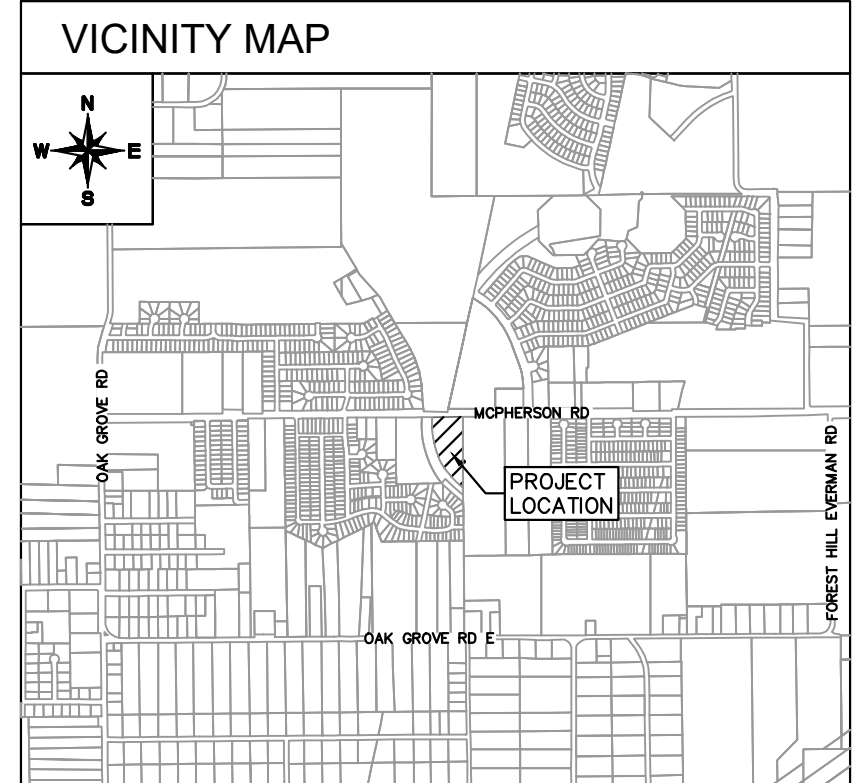 VICINITY MAP
N
W E
S
OAK GROVE RD
MCPHERSON RD
PROJECT
LOCATION
FOREST HILL EVERMAN RD
OAK GROVE RD E